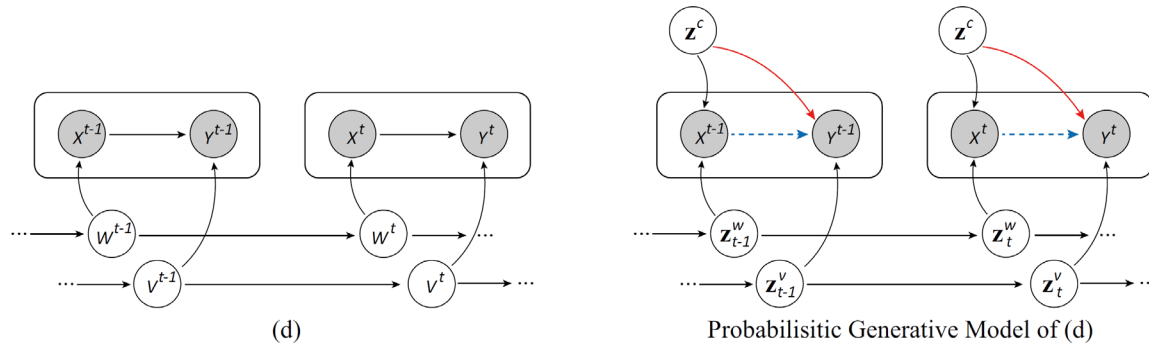 z^c z^c
X^{t-1} Y^{t-1} X^t Y^t X^{t-1} Y^{t-1} X^t Y^t
... W^{t-1} W^t ... ... z^w_{t-1} z^w_t ...
... V^{t-1} V^t ... ... z^v_{t-1} z^v_t ...
(d) Probabilisitic Generative Model of (d)